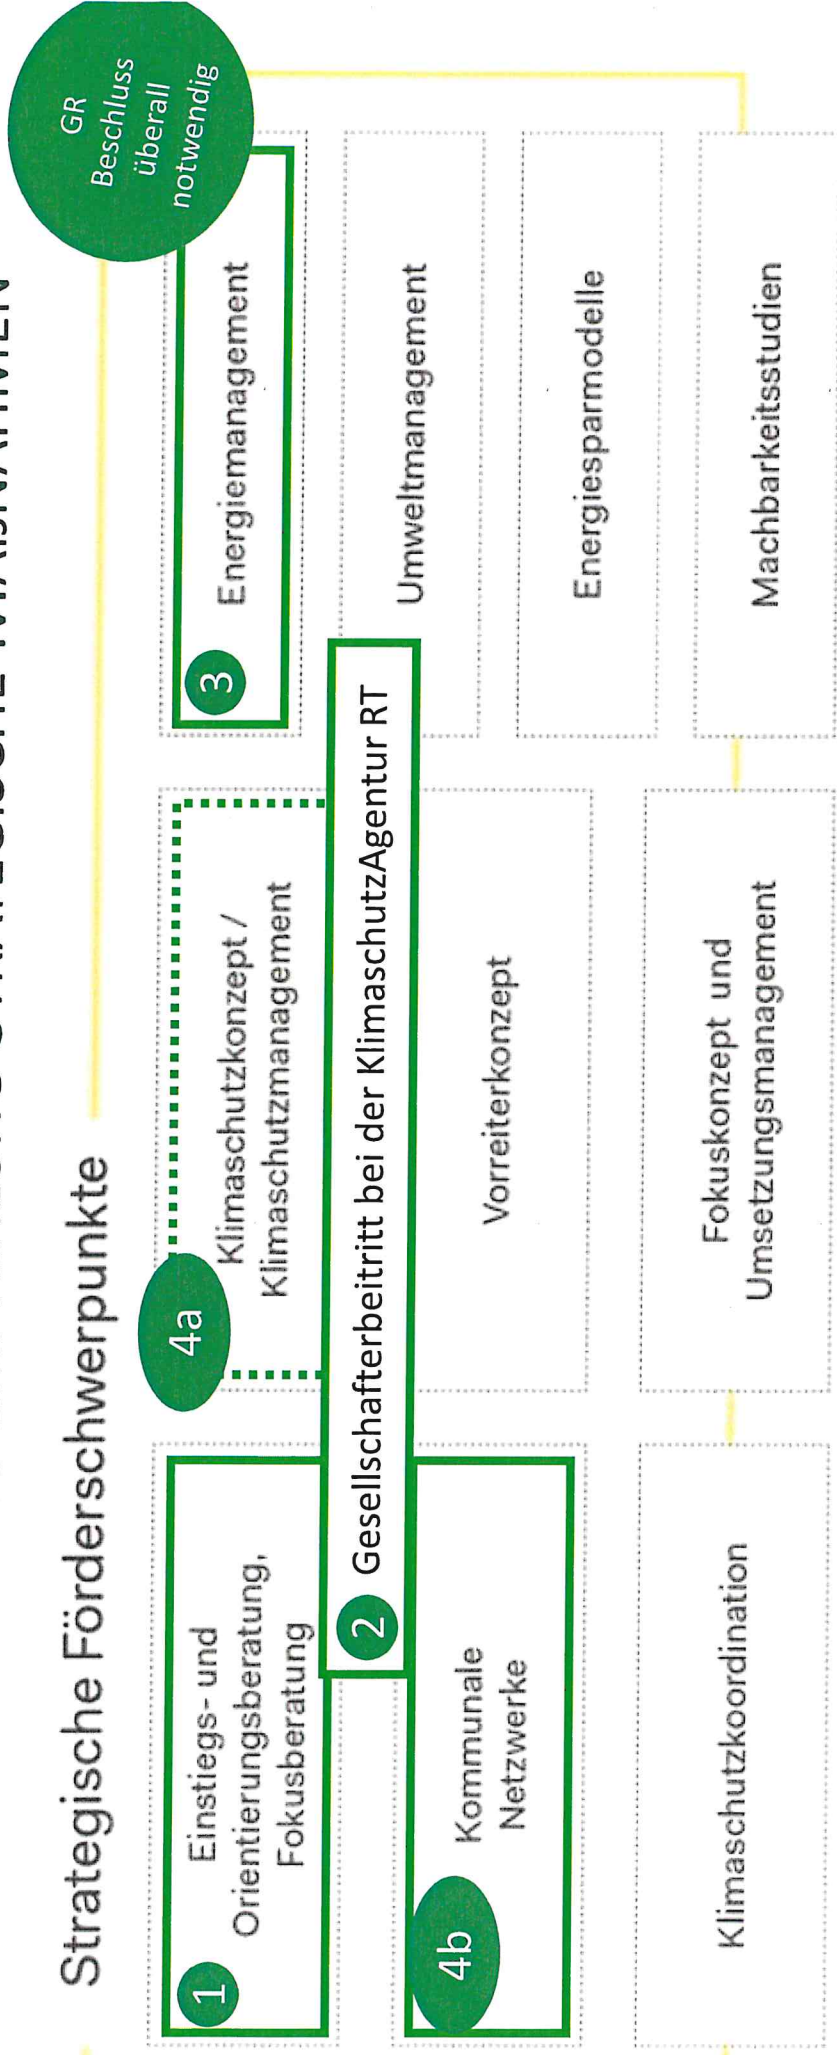 Strategische Förderschwerpunkte
GR
Beschluss
überall
notwendig
1
Einstiegs- und
Orientierungsberatung,
Fokusberatung
4a
Klimaschutzkonzept /
Klimaschutzmanagement
3
Energiemanagement
2 Gesellschafterbeitritt bei der KlimaschutzAgentur RT
Umweltmanagement
4b
Kommunale
Netzwerke
Vorreiterkonzept
Energiesparmodelle
Klimaschutzkoordination
Fokuskonzept und
Umsetzungsmanagement
Machbarkeitsstudien